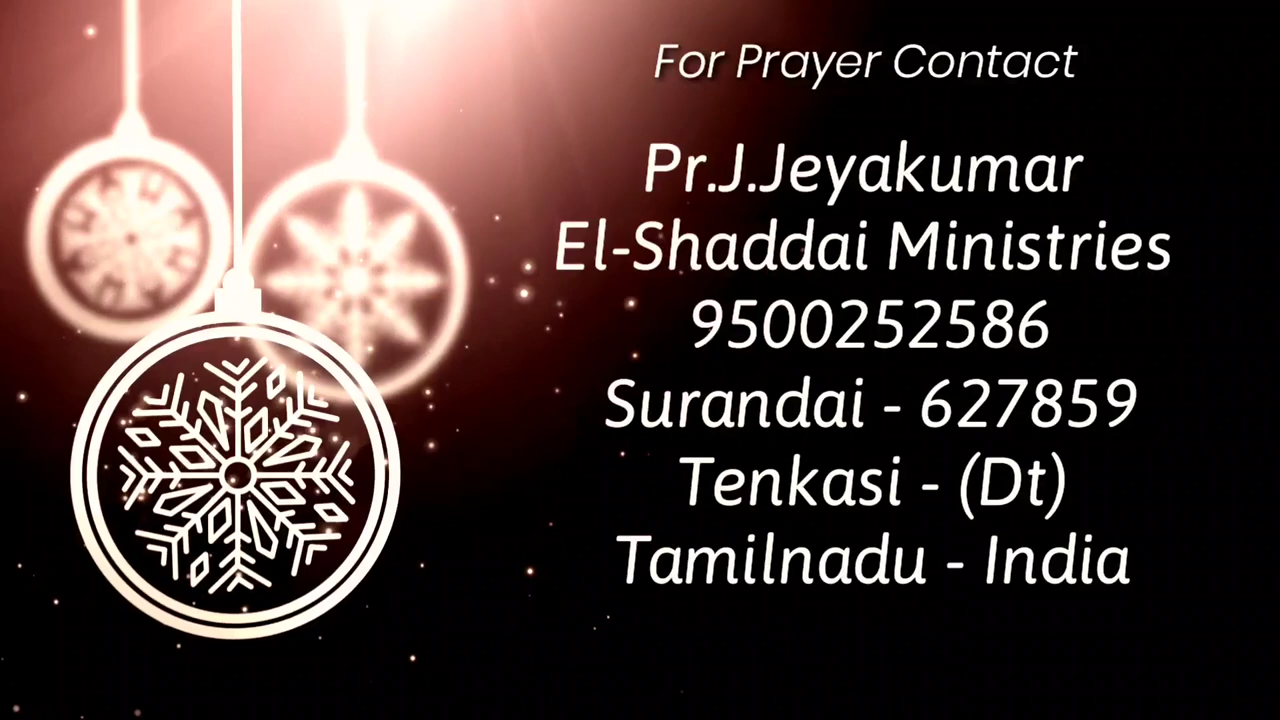 For Prayer Contact
Pr.J.Jeyakumar
El-Shaddai Ministries
9500252586
Surandai - 627859
Tenkasi - (Dt)
Tamilnadu - India